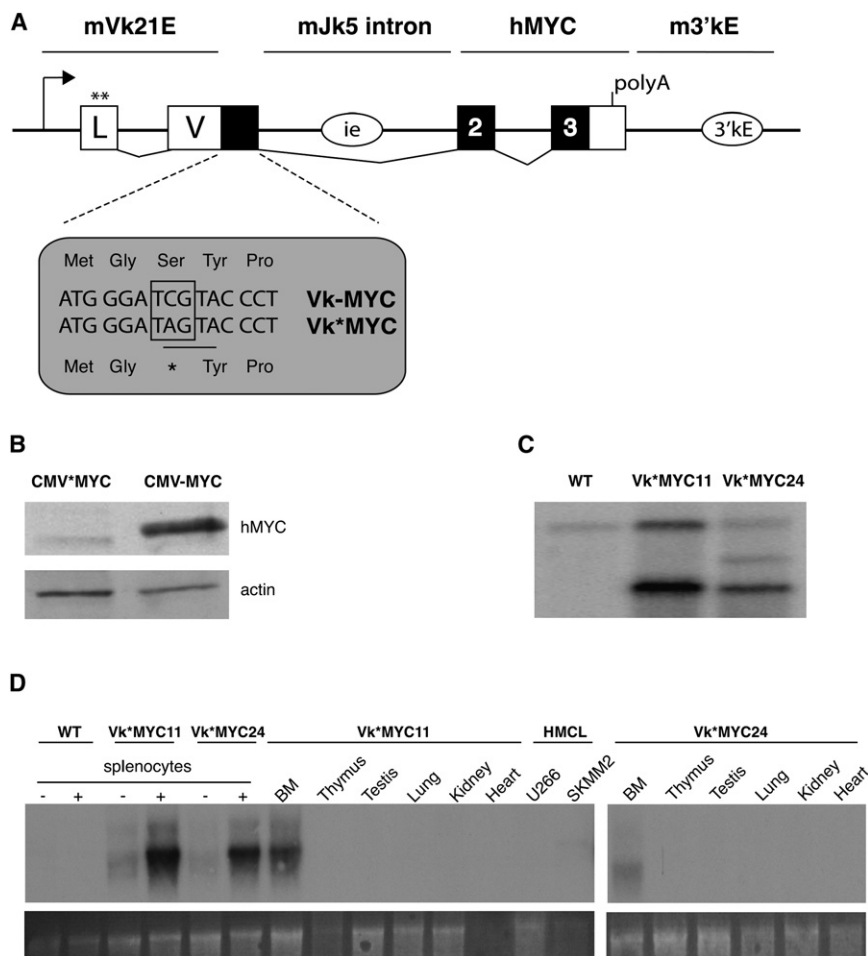 A
mVk21E mJk5 intron hMYC m3'kE
polyA
**
L V ie 2 3 3'kE
Met Gly Ser Tyr Pro
ATG GGA TCG TAC CCT Vk-MYC
ATG GGA TAG TAC CCT Vk*MYC
Met Gly * Tyr Pro
B
CMV*MYC CMV-MYC
hMYC
actin
C
WT Vk*MYC11 Vk*MYC24
D
WT Vk*MYC11 Vk*MYC24 Vk*MYC11 HMCL Vk*MYC24
splenocytes
- + - + - + BM Thymus Testis Lung Kidney Heart U266 SKMM2 BM Thymus Testis Lung Kidney Heart